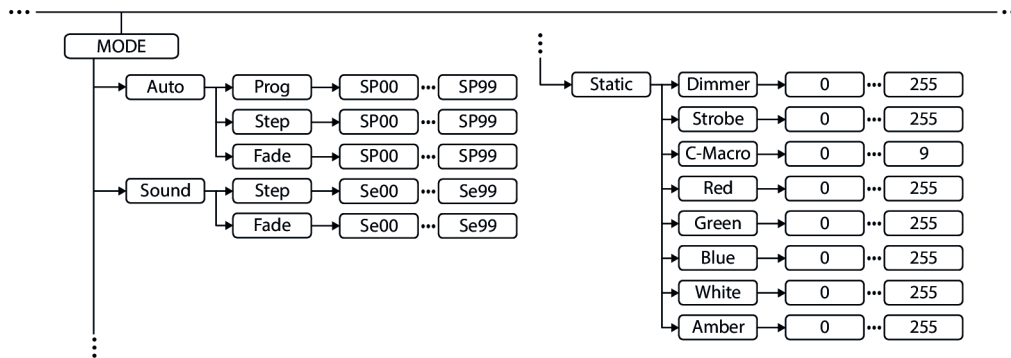 MODE
Auto Prog SP00 ... SP99
Step SP00 ... SP99
Fade SP00 ... SP99
Sound Step Se00 ... Se99
Fade Se00 ... Se99
Static Dimmer 0 ... 255
Strobe 0 ... 255
C-Macro 0 ... 9
Red 0 ... 255
Green 0 ... 255
Blue 0 ... 255
White 0 ... 255
Amber 0 ... 255